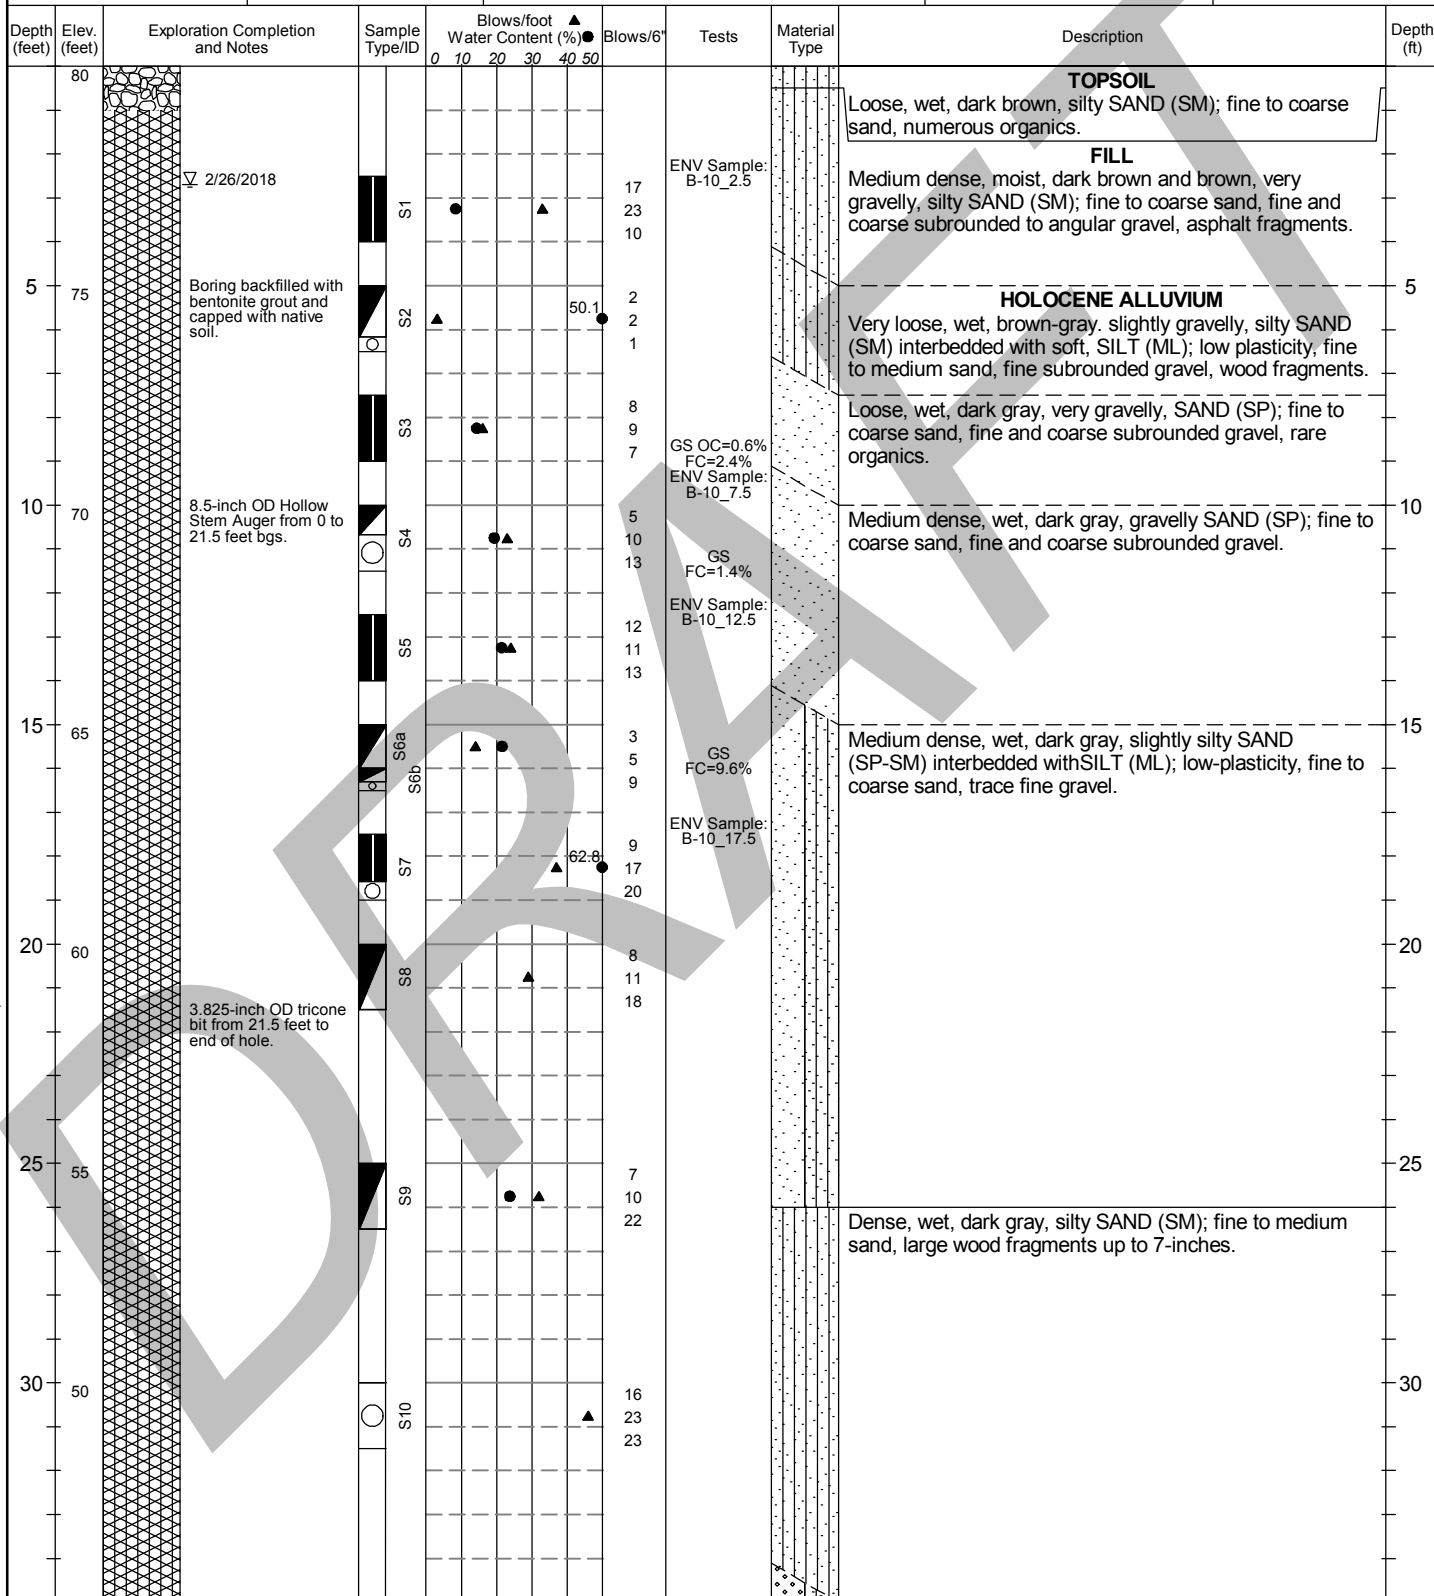 Depth
(feet)
Elev.
(feet)
Exploration Completion
and Notes
Sample
Type/ID
Blows/foot ▲
Water Content (%) ●
0 10 20 30 40 50
Blows/6"
Tests
Material
Type
Description
Depth
(ft)
80
TOPSOIL
Loose, wet, dark brown, silty SAND (SM); fine to coarse
sand, numerous organics.
FILL
Medium dense, moist, dark brown and brown, very
gravelly, silty SAND (SM); fine to coarse sand, fine and
coarse subrounded to angular gravel, asphalt fragments.
2/26/2018
S1
17
23
10
ENV Sample:
B-10_2.5
5
75
Boring backfilled with
bentonite grout and
capped with native
soil.
S2
50.1
2
2
1
HOLOCENE ALLUVIUM
Very loose, wet, brown-gray. slightly gravelly, silty SAND
(SM) interbedded with soft, SILT (ML); low plasticity, fine
to medium sand, fine subrounded gravel, wood fragments.
5
S3
8
9
7
GS OC=0.6%
FC=2.4%
ENV Sample:
B-10_7.5
Loose, wet, dark gray, very gravelly, SAND (SP); fine to
coarse sand, fine and coarse subrounded gravel, rare
organics.
10
70
8.5-inch OD Hollow
Stem Auger from 0 to
21.5 feet bgs.
S4
5
10
13
GS
FC=1.4%
Medium dense, wet, dark gray, gravelly SAND (SP); fine to
coarse sand, fine and coarse subrounded gravel.
10
S5
12
11
13
ENV Sample:
B-10_12.5
15
65
S6a
S6b
3
5
9
GS
FC=9.6%
Medium dense, wet, dark gray, slightly silty SAND
(SP-SM) interbedded withSILT (ML); low-plasticity, fine to
coarse sand, trace fine gravel.
15
S7
62.8
9
17
20
ENV Sample:
B-10_17.5
20
60
S8
8
11
18
20
3.825-inch OD tricone
bit from 21.5 feet to
end of hole.
25
55
S9
7
10
22
25
Dense, wet, dark gray, silty SAND (SM); fine to medium
sand, large wood fragments up to 7-inches.
30
50
S10
16
23
23
30
DRAFT